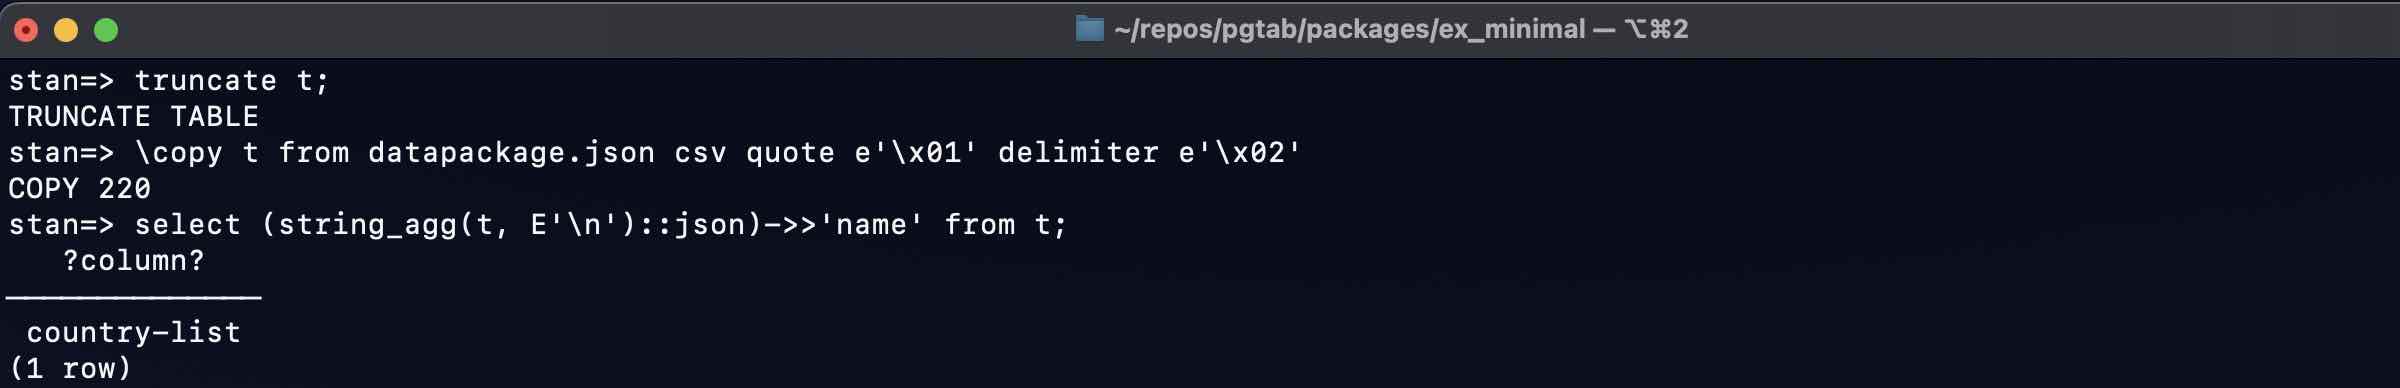 ~/repos/pgtab/packages/ex_minimal — ⌥⌘2
stan=> truncate t;
TRUNCATE TABLE
stan=> \copy t from datapackage.json csv quote e'\x01' delimiter e'\x02'
COPY 220
stan=> select (string_agg(t, E'\n')::json)->>'name' from t;
?column?
country-list
(1 row)